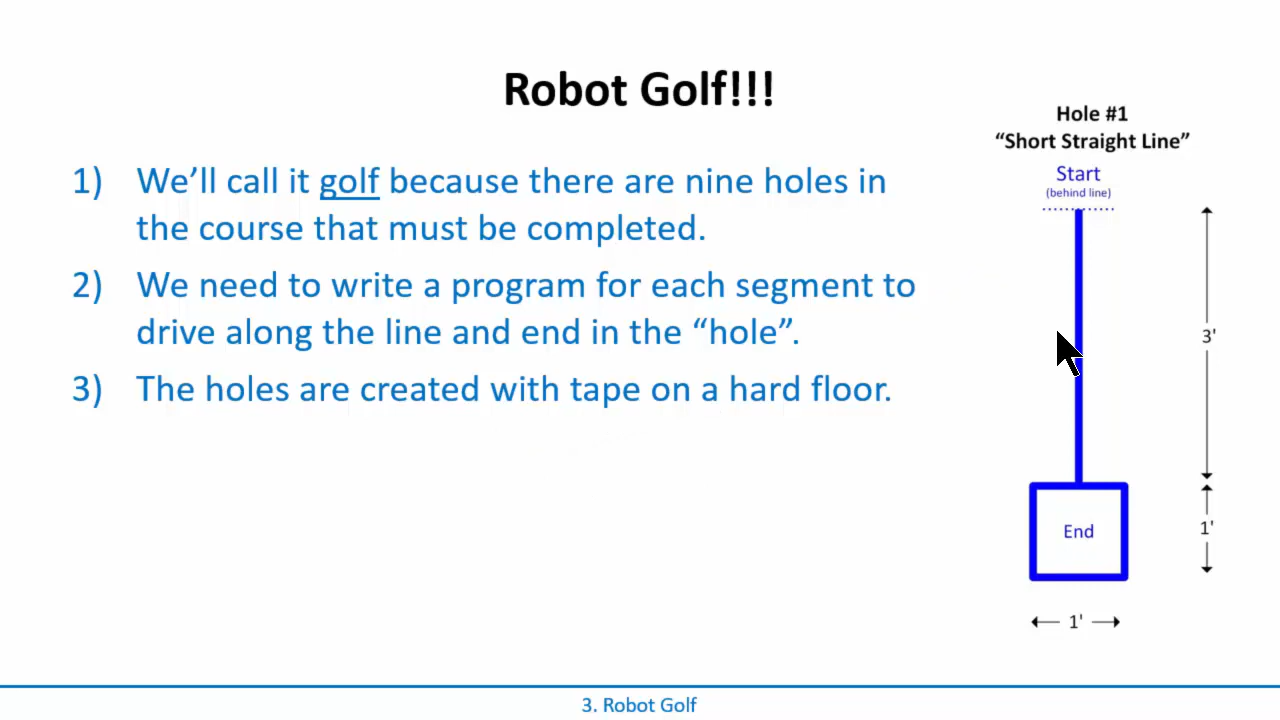 Robot Golf!!!
1) We’ll call it golf because there are nine holes in
the course that must be completed.
2) We need to write a program for each segment to
drive along the line and end in the “hole”.
3) The holes are created with tape on a hard floor.
Hole #1
“Short Straight Line”
Start
(behind line)
3'
End
1'
1'
3. Robot Golf